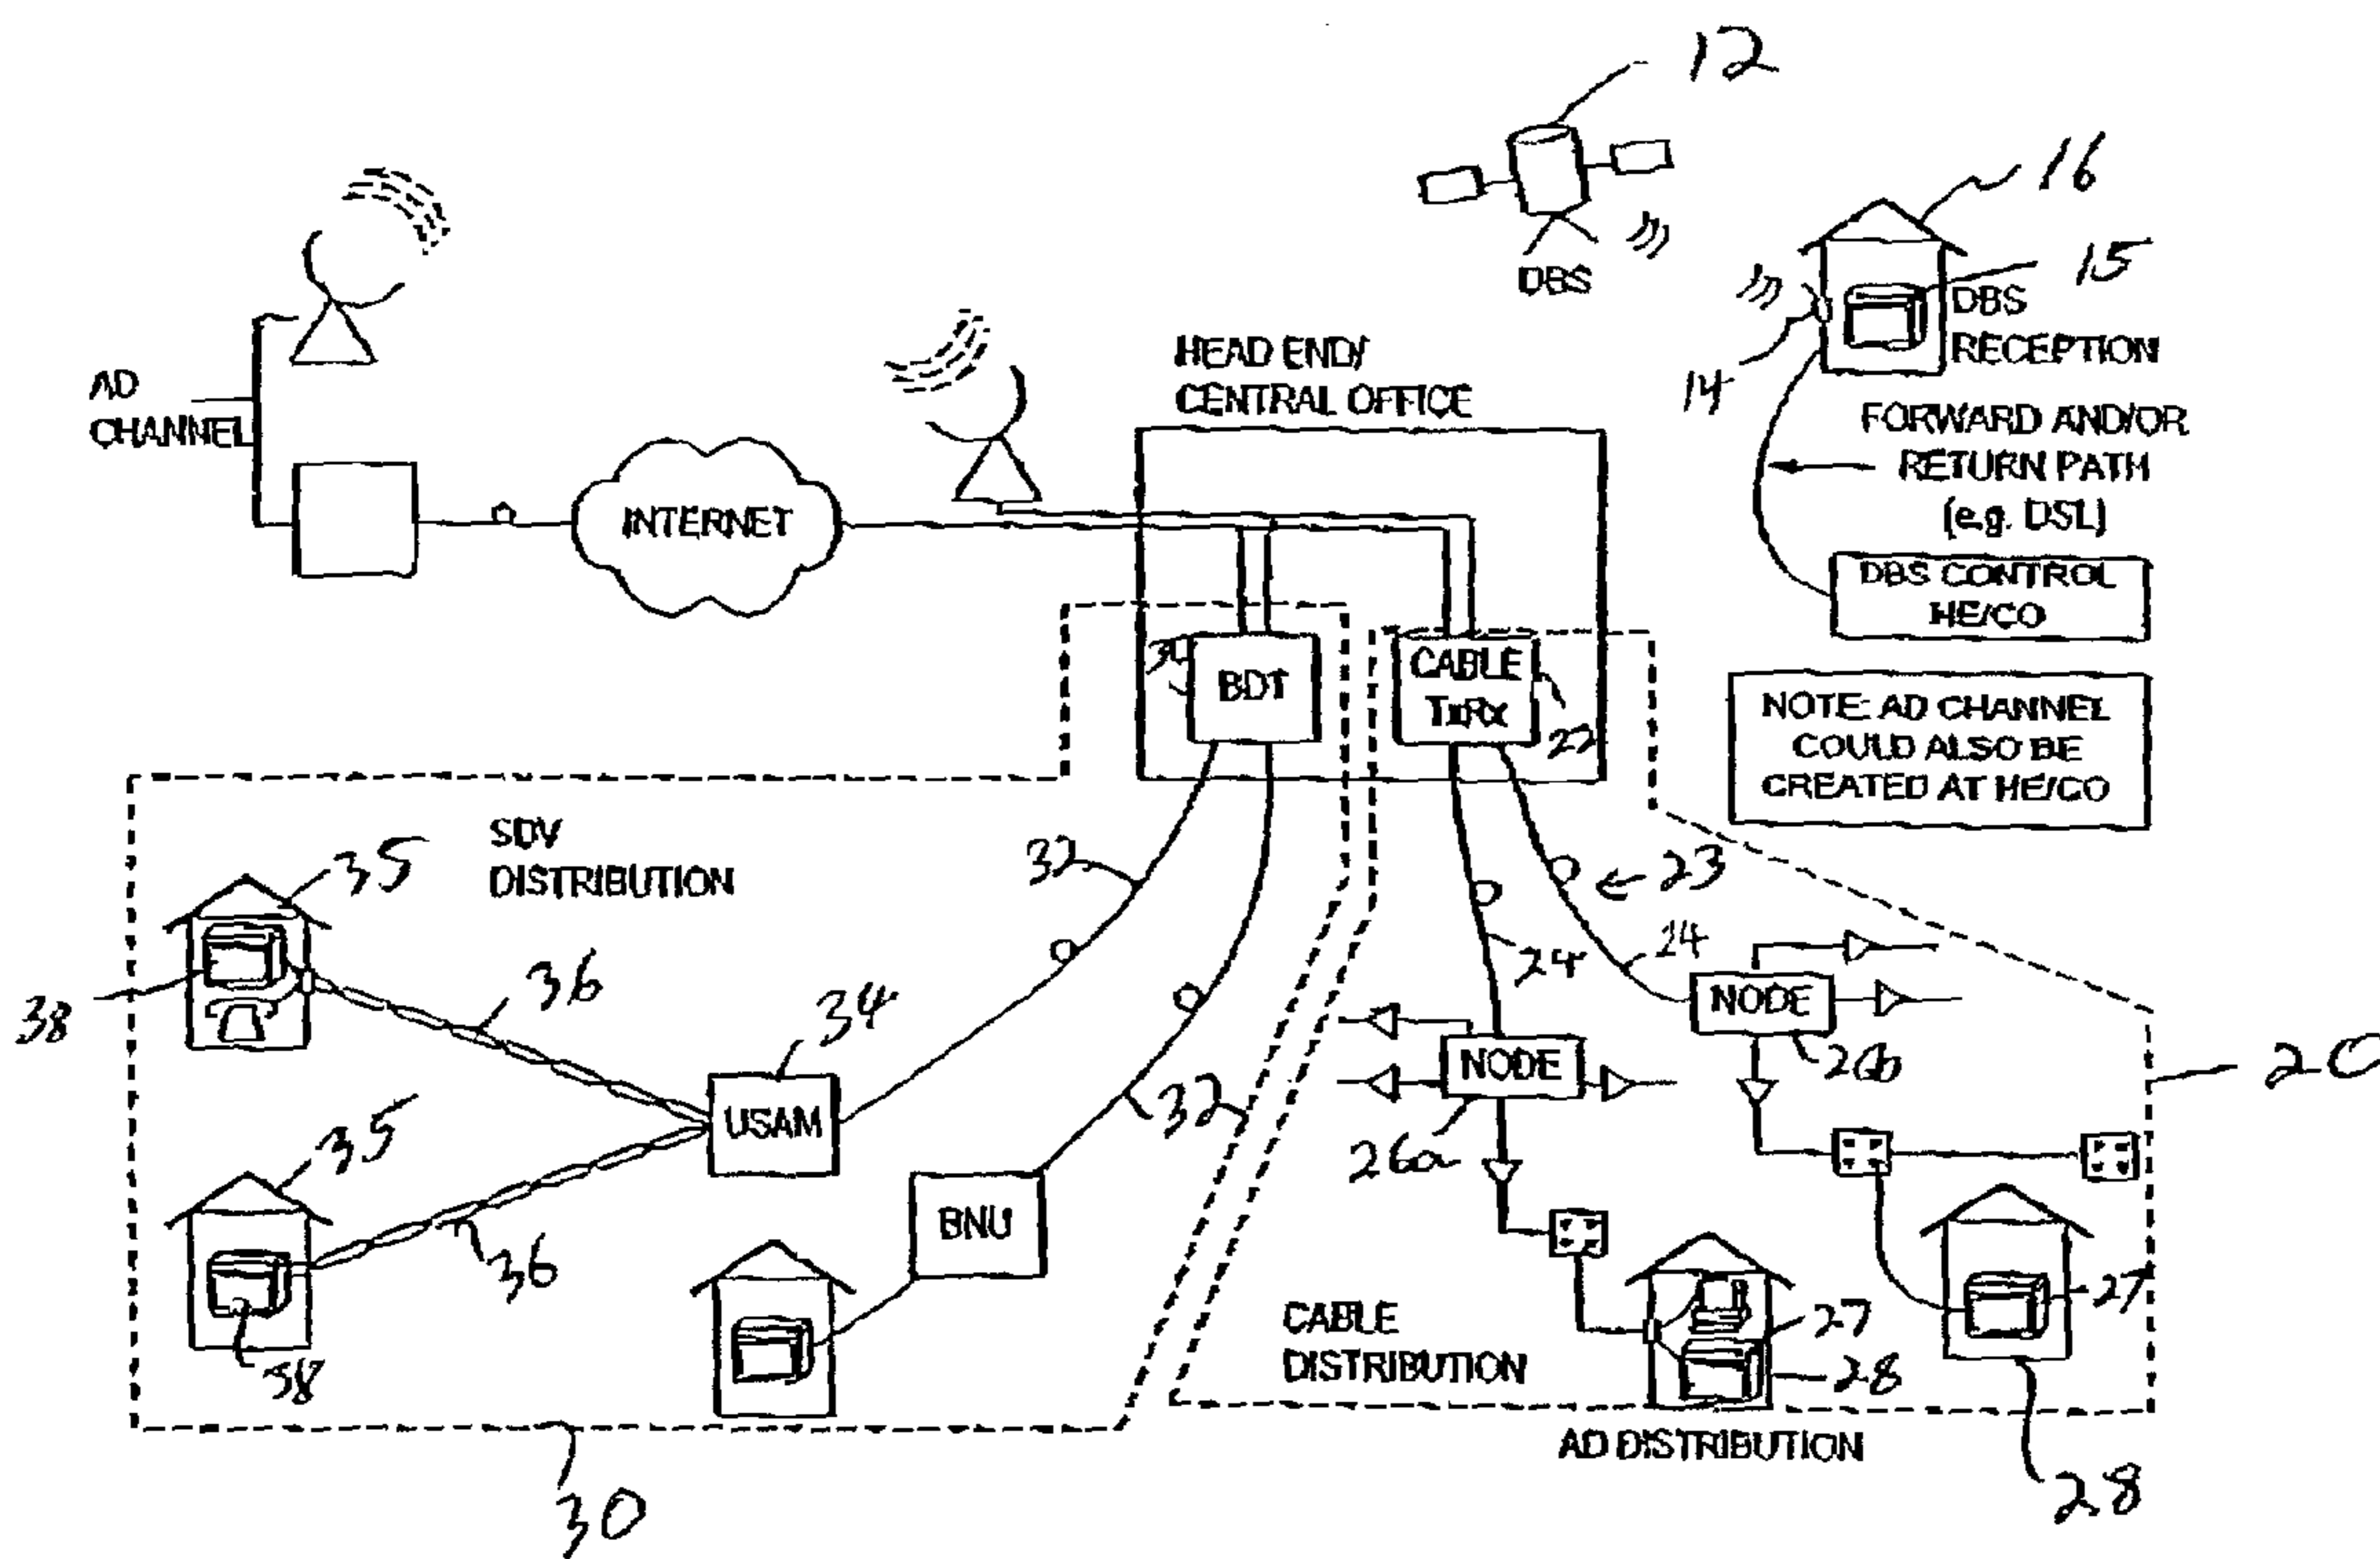 12
16
15
DBS
DBS
RECEPTION
14
HEAD END/
CENTRAL OFFICE
AD
CHANNEL
FORWARD AND/OR
RETURN PATH
(e.g. DSL)
INTERNET
DBS CONTROL
HE/CO
BDT
CABLE
Tx/Rx
22
NOTE: AD CHANNEL
COULD ALSO BE
CREATED AT HE/CO
SDV
DISTRIBUTION
35
32
23
24
24
38
36
34
NODE
NODE
26b
20
USAM
32
26a
35
36
BNU
38
CABLE
DISTRIBUTION
27
28
27
AD DISTRIBUTION
28
30